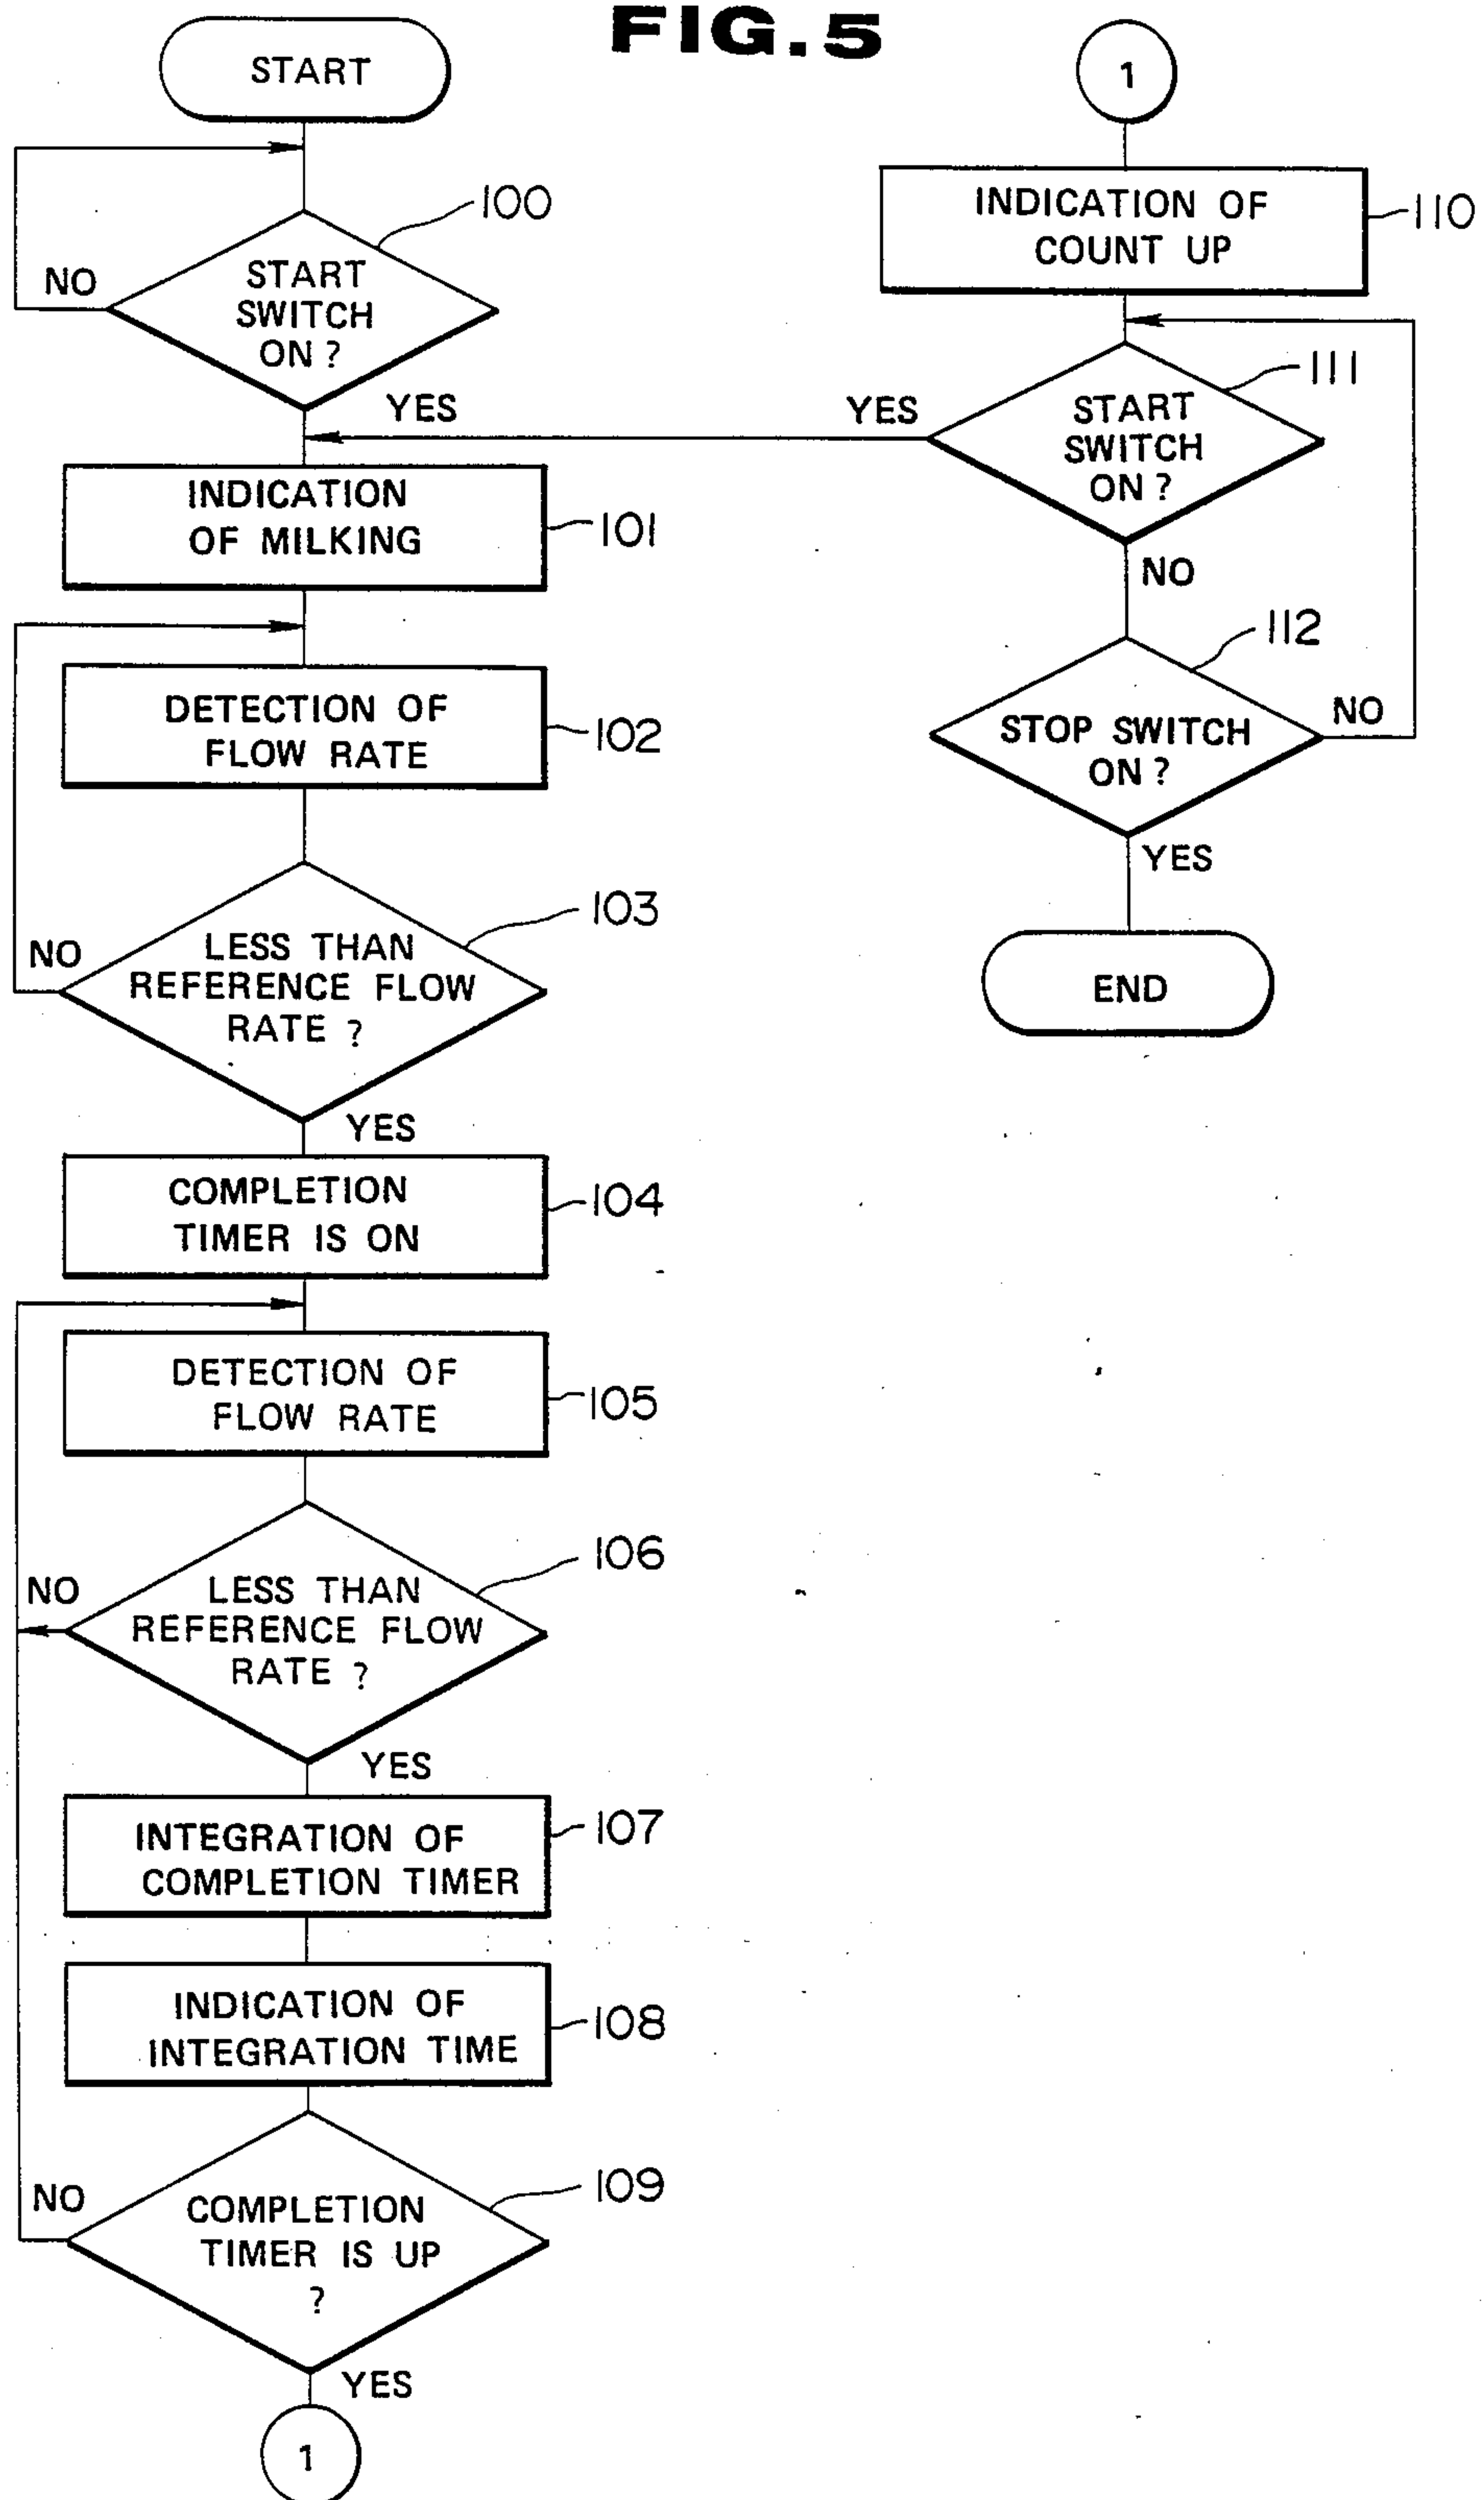 FIG.5
START
100
START
SWITCH
ON ?
NO
YES
INDICATION
OF MILKING
101
DETECTION OF
FLOW RATE
102
LESS THAN
REFERENCE FLOW
RATE ?
103
NO
YES
COMPLETION
TIMER IS ON
104
DETECTION OF
FLOW RATE
105
LESS THAN
REFERENCE FLOW
RATE ?
106
NO
YES
INTEGRATION OF
COMPLETION TIMER
107
INDICATION OF
INTEGRATION TIME
108
COMPLETION
TIMER IS UP
?
109
NO
YES
1
1
INDICATION OF
COUNT UP
110
START
SWITCH
ON ?
111
YES
NO
STOP SWITCH
ON ?
112
NO
YES
END